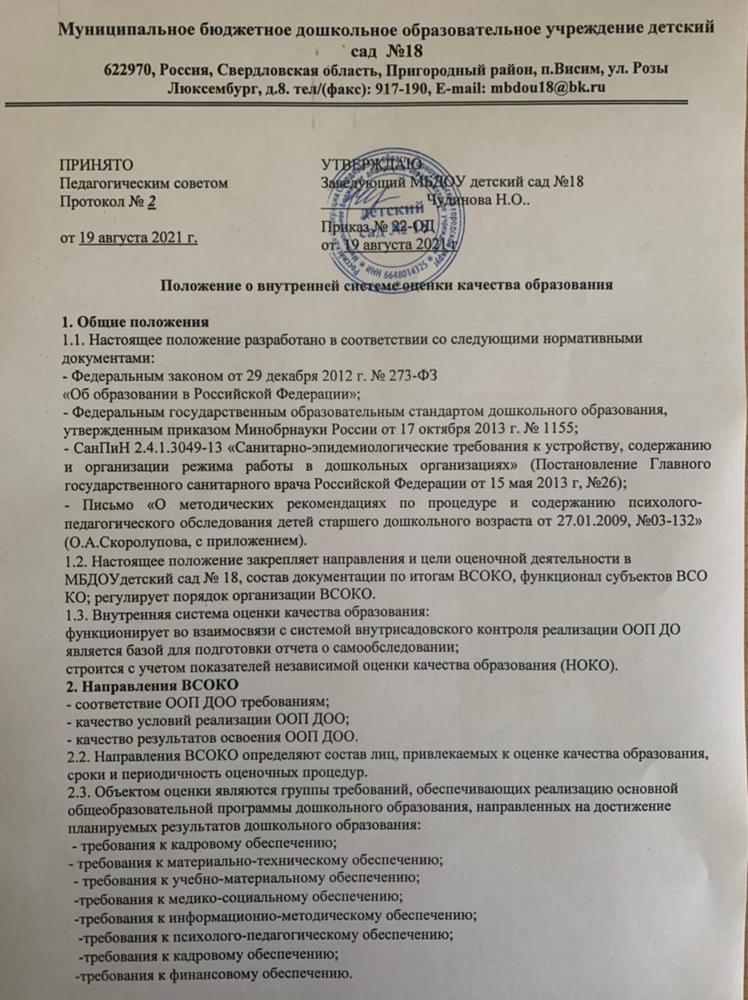 Муниципальное бюджетное дошкольное образовательное учреждение детский
сад №18
622970, Россия, Свердловская область, Пригородный район, п.Висим, ул. Розы
Люксембург, д.8. тел/(факс): 917-190, E-mail: mbdou18@bk.ru
ПРИНЯТО
Педагогическим советом
Протокол № 2
от 19 августа 2021 г.
УТВЕРЖДАЮ
Заведующий МБДОУ детский сад №18
Чудинова Н.О..
Приказ № 22-ОД
от 19 августа 2021 г
детский
сад №
ИНН 6648014325
Положение о внутренней системе оценки качества образования
1. Общие положения
1.1. Настоящее положение разработано в соответствии со следующими нормативными
документами:
- Федеральным законом от 29 декабря 2012 г. № 273-ФЗ
«Об образовании в Российской Федерации»;
- Федеральным государственным образовательным стандартом дошкольного образования,
утвержденным приказом Минобрнауки России от 17 октября 2013 г. № 1155;
- СанПиН 2.4.1.3049-13 «Санитарно-эпидемиологические требования к устройству, содержанию
и организации режима работы в дошкольных организациях» (Постановление Главного
государственного санитарного врача Российской Федерации от 15 мая 2013 г, №26);
- Письмо «О методических рекомендациях по процедуре и содержанию психолого-
педагогического обследования детей старшего дошкольного возраста от 27.01.2009, №03-132»
(О.А.Скоролупова, с приложением).
1.2. Настоящее положение закрепляет направления и цели оценочной деятельности в
МБДОУдетский сад № 18, состав документации по итогам ВСОКО, функционал субъектов ВСО
КО; регулирует порядок организации ВСОКО.
1.3. Внутренняя система оценки качества образования:
функционирует во взаимосвязи с системой внутрисадовского контроля реализации ООП ДО
является базой для подготовки отчета о самообследовании;
строится с учетом показателей независимой оценки качества образования (НОКО).
2. Направления ВСОКО
- соответствие ООП ДОО требованиям;
- качество условий реализации ООП ДОО;
- качество результатов освоения ООП ДОО.
2.2. Направления ВСОКО определяют состав лиц, привлекаемых к оценке качества образования,
сроки и периодичность оценочных процедур.
2.3. Объектом оценки являются группы требований, обеспечивающих реализацию основной
общеобразовательной программы дошкольного образования, направленных на достижение
планируемых результатов дошкольного образования:
- требования к кадровому обеспечению;
- требования к материально-техническому обеспечению;
- требования к учебно-материальному обеспечению;
-требования к медико-социальному обеспечению;
-требования к информационно-методическому обеспечению;
-требования к психолого-педагогическому обеспечению;
-требования к кадровому обеспечению;
-требования к финансовому обеспечению.